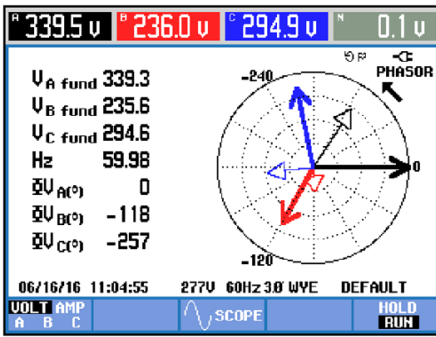 A 339.5 V B 236.0 V C 294.9 V N 0.1 V
PHASOR
V A fund 339.3
V B fund 235.6
V C fund 294.6
Hz 59.98
ΦV A(°) 0
ΦV B(°) -118
ΦV C(°) -257
-240
0
-120
06/16/16 11:04:55 277V 60Hz 3Ø WYE DEFAULT
VOLT AMP
A B C
SCOPE
HOLD
RUN